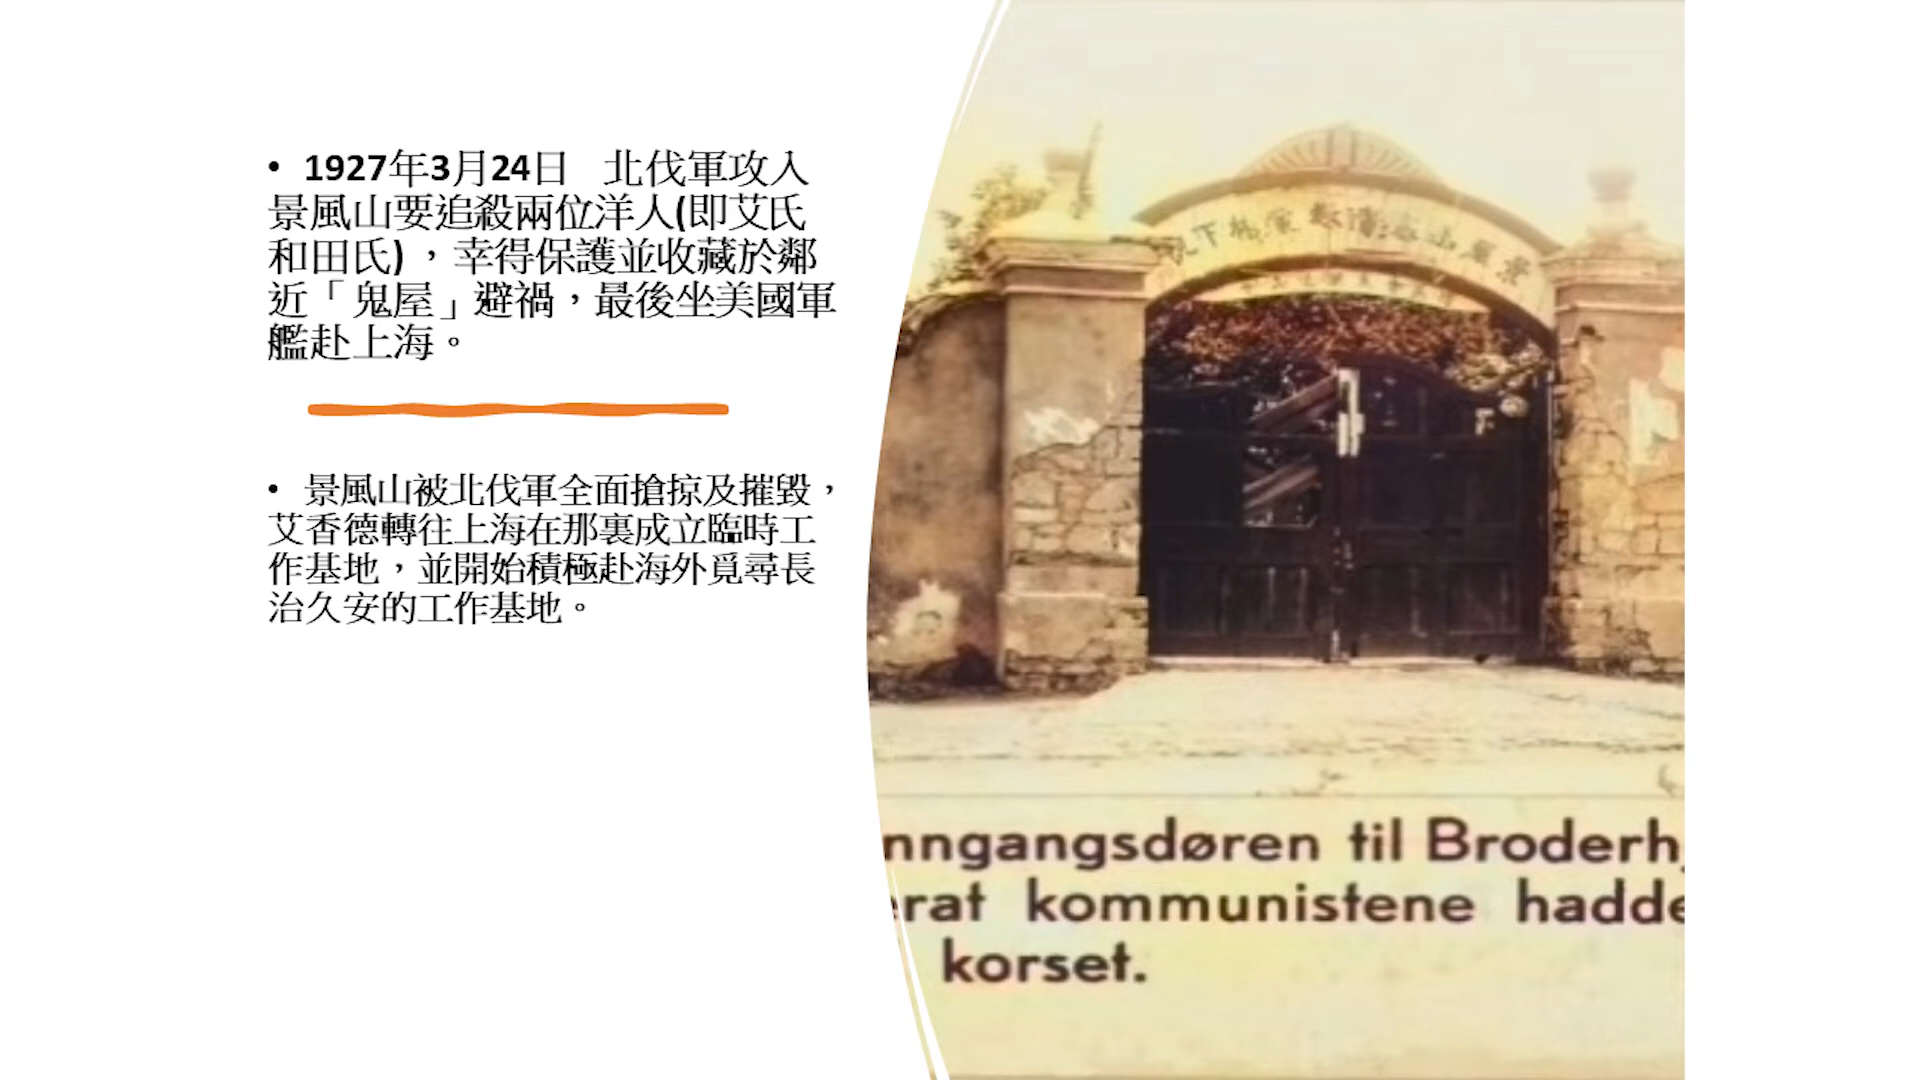 • 1927年3月24日 北伐軍攻入
景風山要追殺兩位洋人(即艾氏
和田氏)，幸得保護並收藏於鄰
近「鬼屋」避禍，最後坐美國軍
艦赴上海。
• 景風山被北伐軍全面搶掠及摧毀，
艾香德轉往上海在那裏成立臨時工
作基地，並開始積極赴海外覓尋長
治久安的工作基地。
nngangsdøren til Broderh
erat kommunistene hadde
korset.